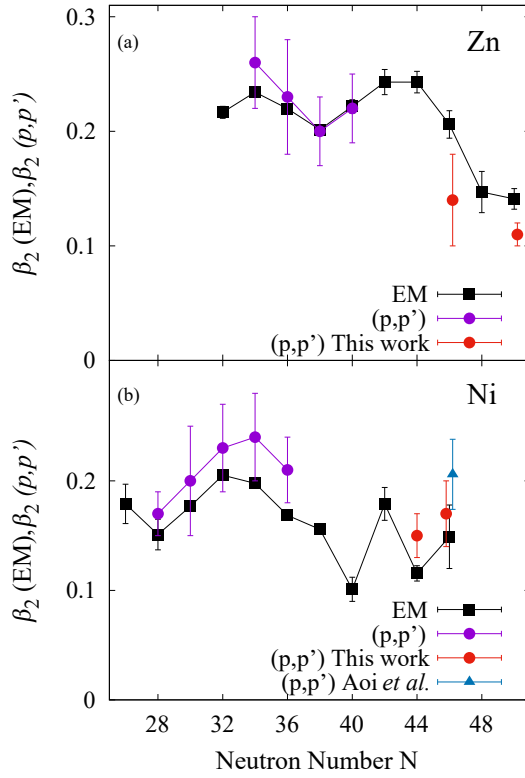 0.3
(a)
Zn
0.2
0.1
0
β₂ (EM),β₂ (p,p')
EM
(p,p')
(p,p') This work
(b)
Ni
0.2
0.1
0
β₂ (EM),β₂ (p,p')
EM
(p,p')
(p,p') This work
(p,p') Aoi et al.
28 32 36 40 44 48
Neutron Number N